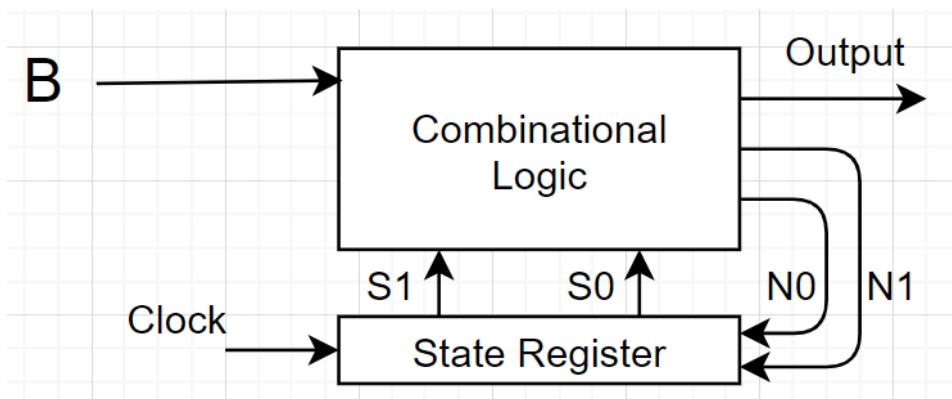 B
Output
Combinational
Logic
S1
S0
N0
N1
Clock
State Register